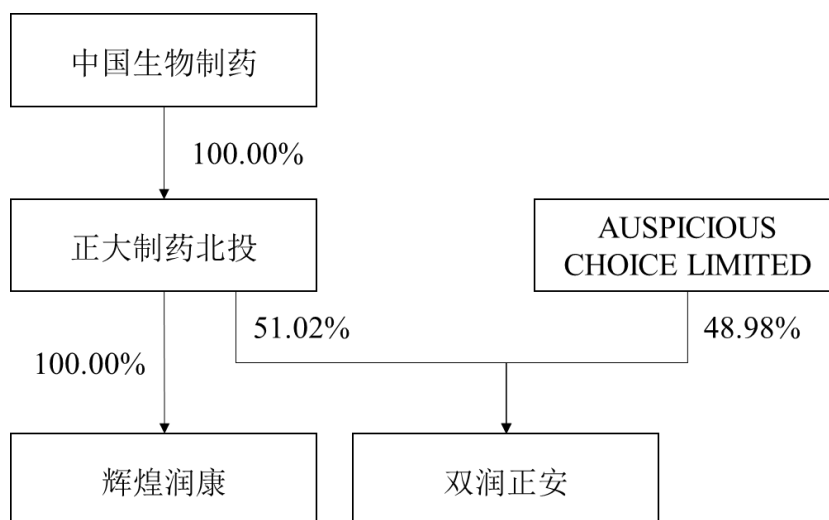 中国生物制药
100.00%
正大制药北投
AUSPICIOUS
CHOICE LIMITED
51.02%
48.98%
100.00%
辉煌润康
双润正安